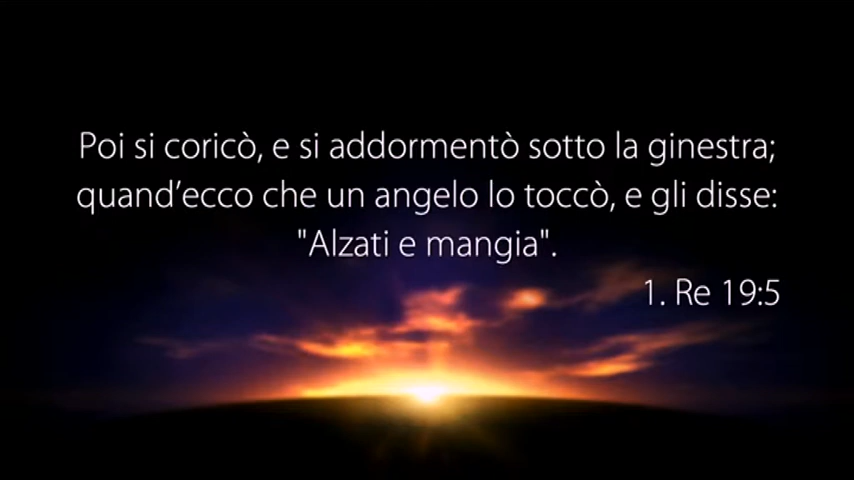 Poi si coricò, e si addormentò sotto la ginestra;
quand’ecco che un angelo lo toccò, e gli disse:
"Alzati e mangia".
1. Re 19:5